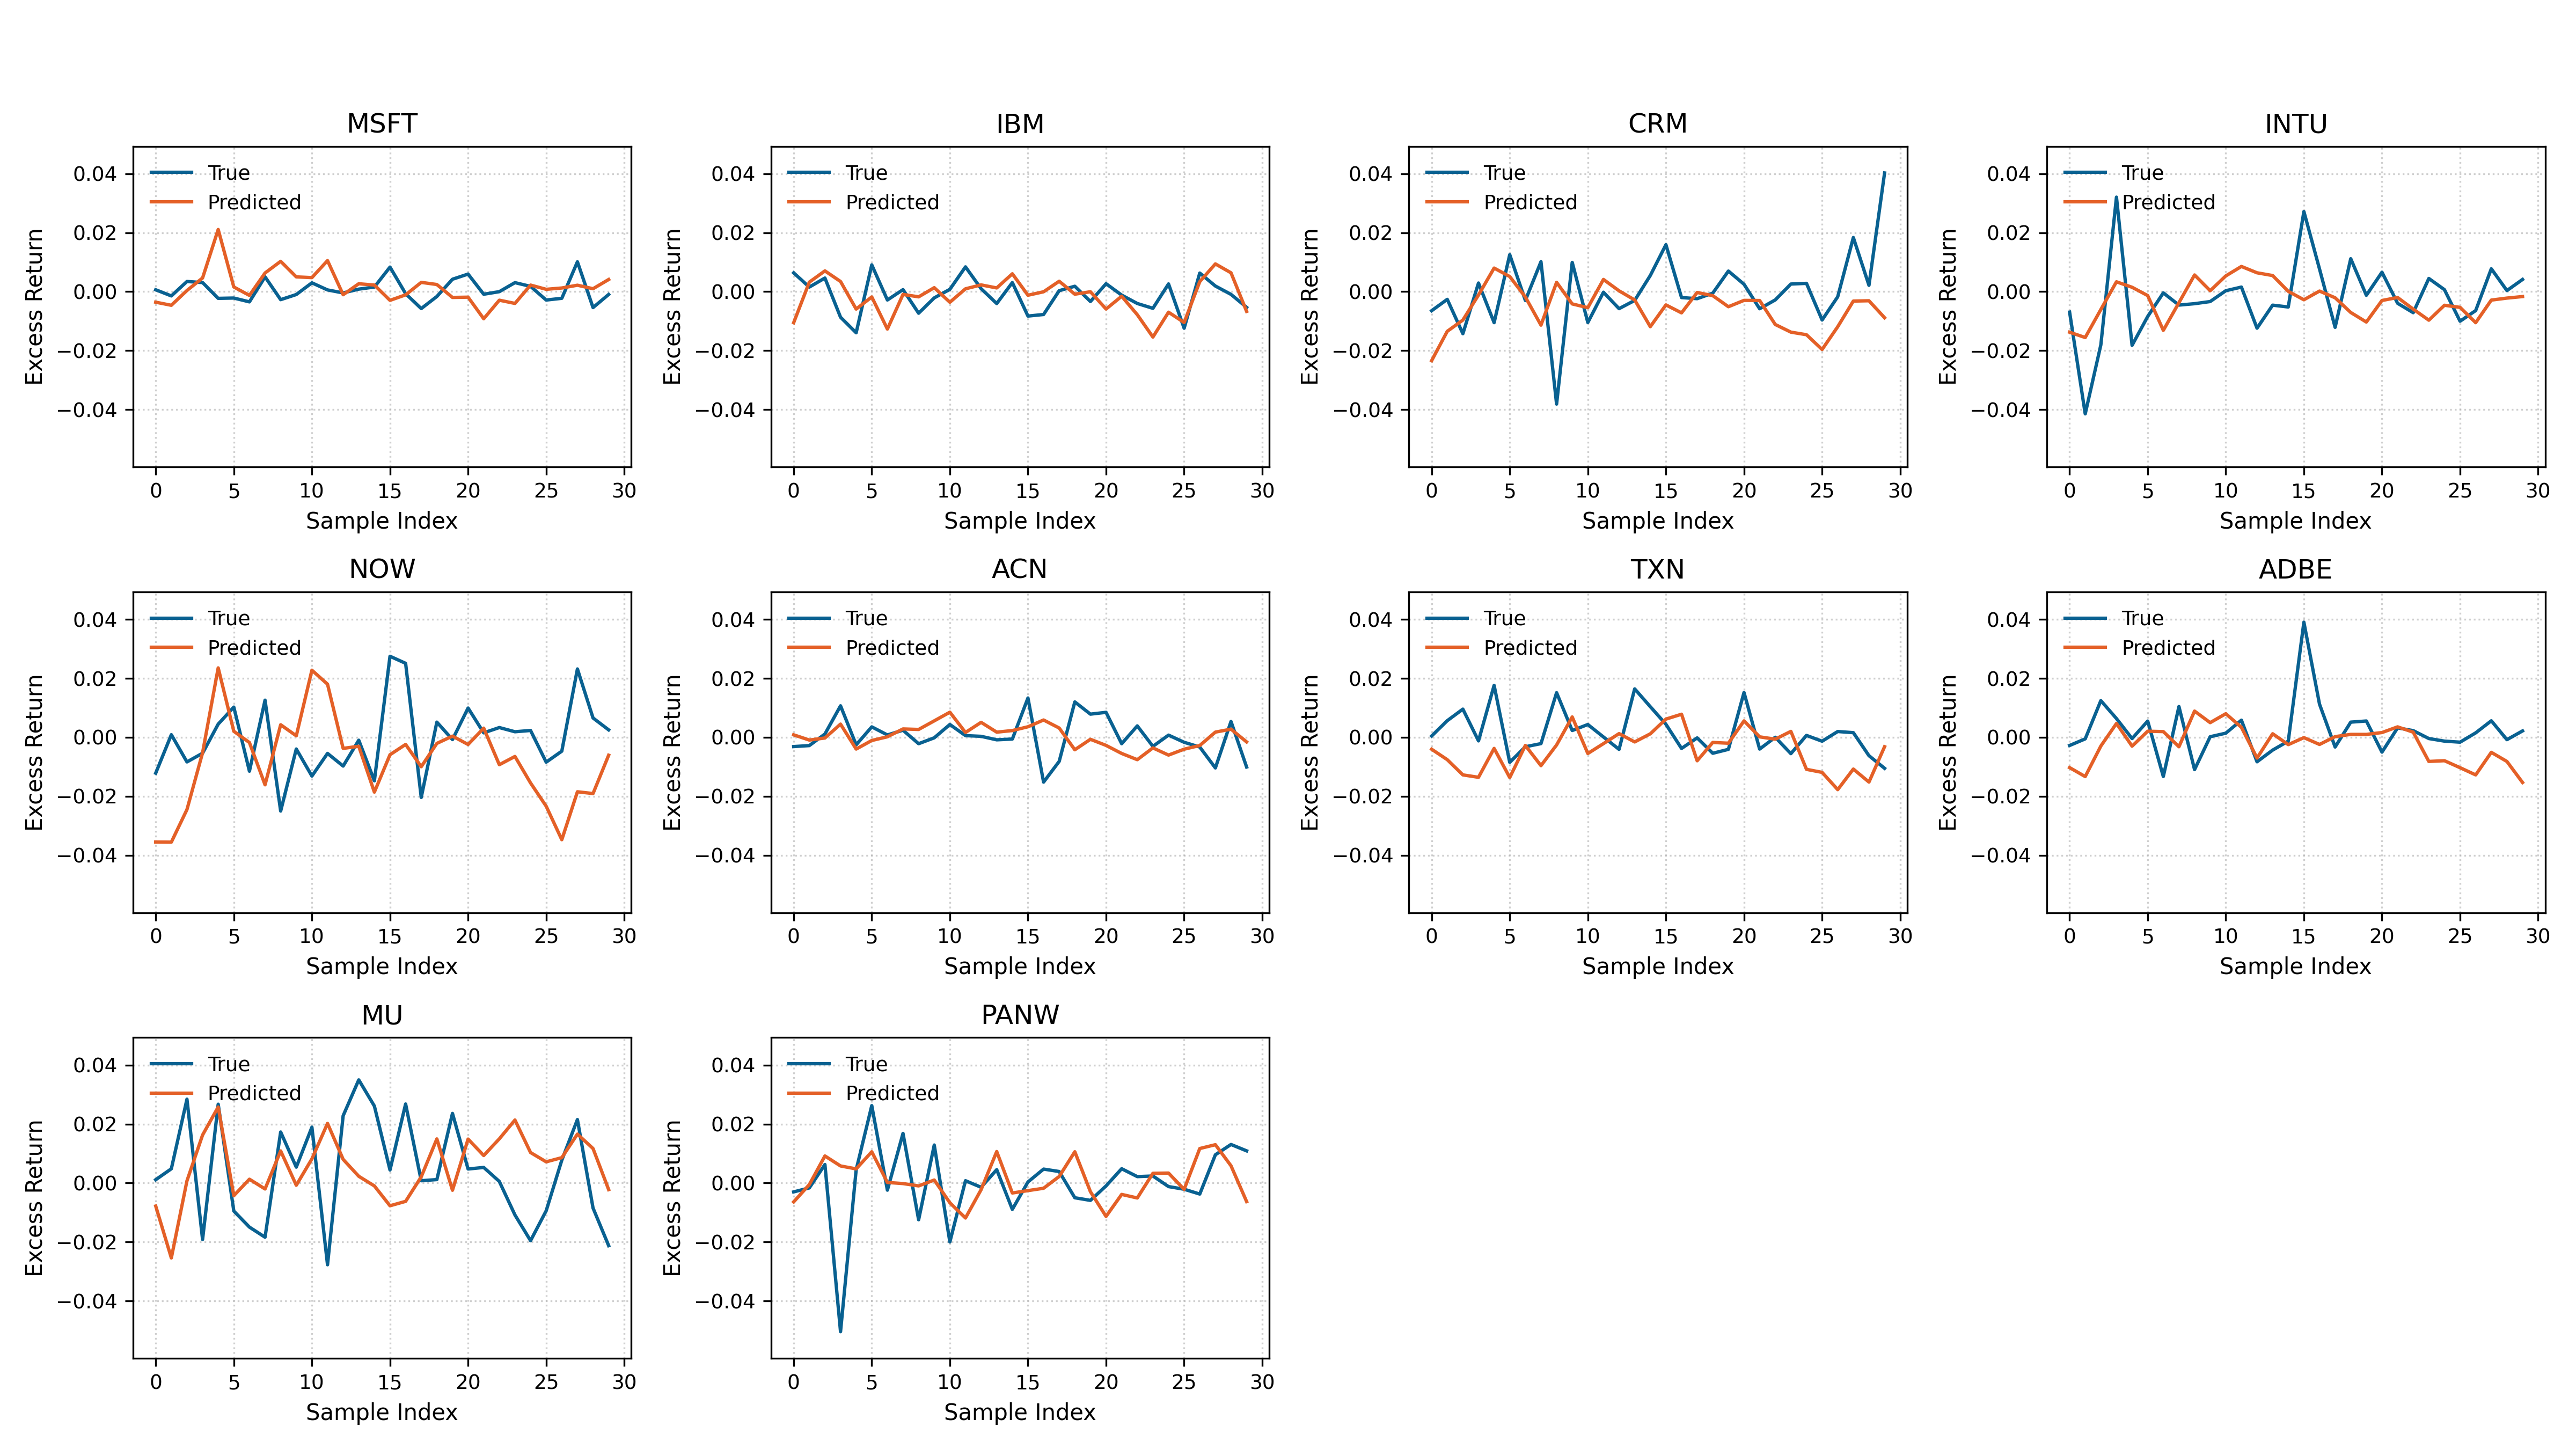 MSFT
True
Predicted
0.04
0.02
0.00
−0.02
−0.04
Excess Return
0 5 10 15 20 25 30
Sample Index
IBM
True
Predicted
0.04
0.02
0.00
−0.02
−0.04
Excess Return
0 5 10 15 20 25 30
Sample Index
CRM
True
Predicted
0.04
0.02
0.00
−0.02
−0.04
Excess Return
0 5 10 15 20 25 30
Sample Index
INTU
True
Predicted
0.04
0.02
0.00
−0.02
−0.04
Excess Return
0 5 10 15 20 25 30
Sample Index
NOW
True
Predicted
0.04
0.02
0.00
−0.02
−0.04
Excess Return
0 5 10 15 20 25 30
Sample Index
ACN
True
Predicted
0.04
0.02
0.00
−0.02
−0.04
Excess Return
0 5 10 15 20 25 30
Sample Index
TXN
True
Predicted
0.04
0.02
0.00
−0.02
−0.04
Excess Return
0 5 10 15 20 25 30
Sample Index
ADBE
True
Predicted
0.04
0.02
0.00
−0.02
−0.04
Excess Return
0 5 10 15 20 25 30
Sample Index
MU
True
Predicted
0.04
0.02
0.00
−0.02
−0.04
Excess Return
0 5 10 15 20 25 30
Sample Index
PANW
True
Predicted
0.04
0.02
0.00
−0.02
−0.04
Excess Return
0 5 10 15 20 25 30
Sample Index